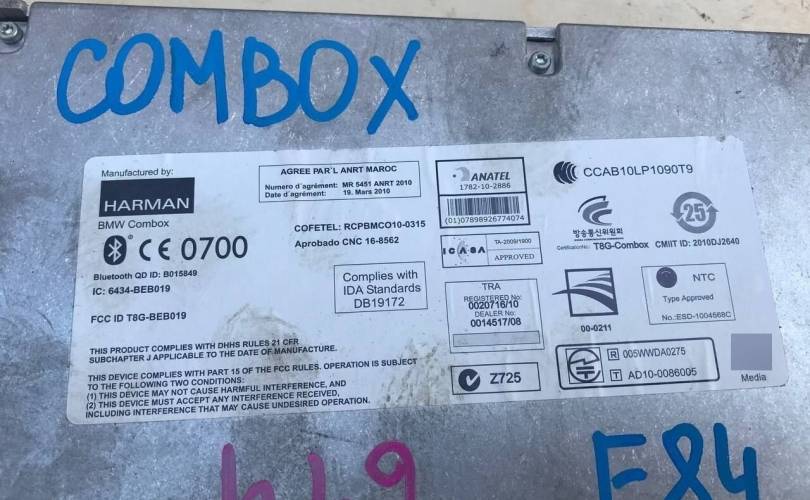 COMBOX
Manufactured by:
HARMAN
BMW Combox
CE 0700
Bluetooth QD ID: B015849
IC: 6434-BEB019
FCC ID T8G-BEB019
THIS PRODUCT COMPLIES WITH DHHS RULES 21 CFR
SUBCHAPTER J APPLICABLE TO THE DATE OF MANUFACTURE.
THIS DEVICE COMPLIES WITH PART 15 OF THE FCC RULES. OPERATION IS SUBJECT
TO THE FOLLOWING TWO CONDITIONS:
(1) THIS DEVICE MAY NOT CAUSE HARMFUL INTERFERENCE, AND
(2) THIS DEVICE MUST ACCEPT ANY INTERFERENCE RECEIVED,
INCLUDING INTERFERENCE THAT MAY CAUSE UNDESIRED OPERATION.
AGREE PAR'L ANRT MAROC
Numero d'agrément: MR 5451 ANRT 2010
Date d'agrément: 19. Mars 2010
COFETEL: RCPBMCO10-0315
Aprobado CNC 16-8562
Complies with
IDA Standards
DB19172
ANATEL
1782-10-2886
(01)07898926774074
ICASA
TA-2009/1900
APPROVED
TRA
REGISTERED No:
0020716/10
DEALER No:
0014517/08
Z725
CCAB10LP1090T9
방송통신위원회
25
Certification No: T8G-Combox
CMIIT ID: 2010DJ2640
00-0211
NTC
Type Approved
No.:ESD-1004568C
R 005WWDA0275
T AD10-0086005
Media
E84